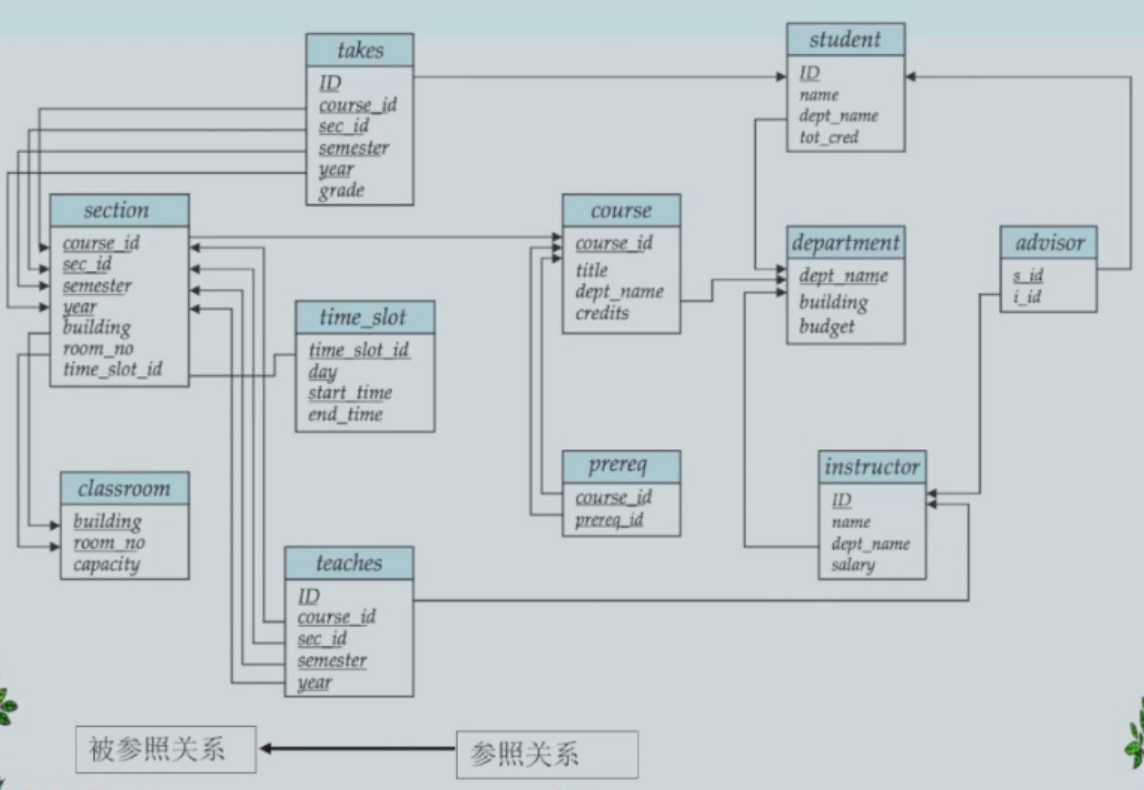 takes
ID
course_id
sec_id
semester
year
grade
student
ID
name
dept_name
tot_cred
section
course_id
sec_id
semester
year
building
room_no
time_slot_id
time_slot
time_slot_id
day
start_time
end_time
course
course_id
title
dept_name
credits
department
dept_name
building
budget
advisor
s_id
i_id
classroom
building
room_no
capacity
prereq
course_id
prereq_id
instructor
ID
name
dept_name
salary
teaches
ID
course_id
sec_id
semester
year
被参照关系
参照关系